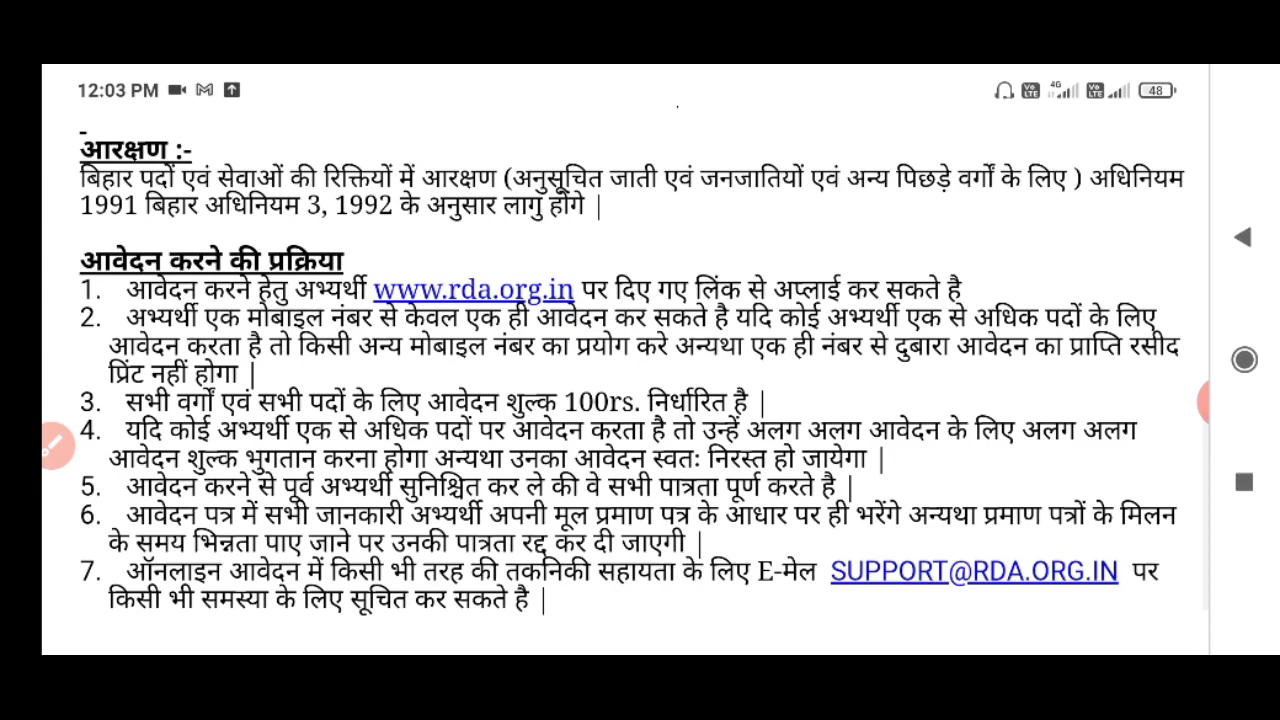 12:03 PM
4G
Vo LTE
Vo LTE
48
आरक्षण :-
बिहार पदों एवं सेवाओं की रिक्तियों में आरक्षण (अनुसूचित जाती एवं जनजातियों एवं अन्य पिछड़े वर्गों के लिए ) अधिनियम
1991 बिहार अधिनियम 3, 1992 के अनुसार लागु होंगे |
आवेदन करने की प्रक्रिया
1. आवेदन करने हेतु अभ्यर्थी www.rda.org.in पर दिए गए लिंक से अप्लाई कर सकते है
2. अभ्यर्थी एक मोबाइल नंबर से केवल एक ही आवेदन कर सकते है यदि कोई अभ्यर्थी एक से अधिक पदों के लिए
आवेदन करता है तो किसी अन्य मोबाइल नंबर का प्रयोग करे अन्यथा एक ही नंबर से दुबारा आवेदन का प्राप्ति रसीद
प्रिंट नहीं होगा |
3. सभी वर्गों एवं सभी पदों के लिए आवेदन शुल्क 100rs. निर्धारित है |
4. यदि कोई अभ्यर्थी एक से अधिक पदों पर आवेदन करता है तो उन्हें अलग अलग आवेदन के लिए अलग अलग
आवेदन शुल्क भुगतान करना होगा अन्यथा उनका आवेदन स्वतः निरस्त हो जायेगा |
5. आवेदन करने से पूर्व अभ्यर्थी सुनिश्चित कर ले की वे सभी पात्रता पूर्ण करते है |
6. आवेदन पत्र में सभी जानकारी अभ्यर्थी अपनी मूल प्रमाण पत्र के आधार पर ही भरेंगे अन्यथा प्रमाण पत्रों के मिलन
के समय भिन्नता पाए जाने पर उनकी पात्रता रद्द कर दी जाएगी |
7. ऑनलाइन आवेदन में किसी भी तरह की तकनिकी सहायता के लिए E-मेल SUPPORT@RDA.ORG.IN पर
किसी भी समस्या के लिए सूचित कर सकते है |